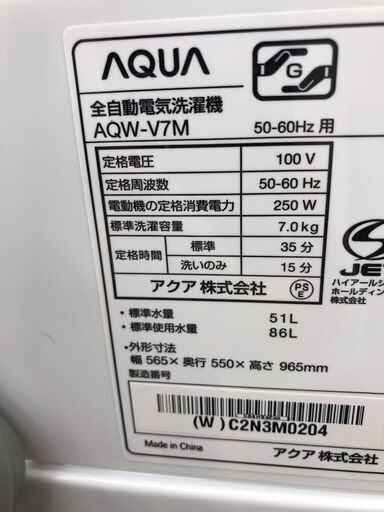 AQUA
G
全自動電気洗濯機
AQW-V7M 50-60Hz 用
定格電圧 100 V
定格周波数 50-60 Hz
電動機の定格消費電力 250 W
標準洗濯容量 7.0 kg
定格時間 標準 35 分
洗いのみ 15 分
アクア 株式会社 PS E
JET
ハイアールジ
ホールディン
株式会社
・標準水量 51L
・標準使用水量 86L
・外形寸法
幅 565× 奥行 550× 高さ 965mm
製造番号
(W) C2N3M0204
Made in China
アクア 株式会